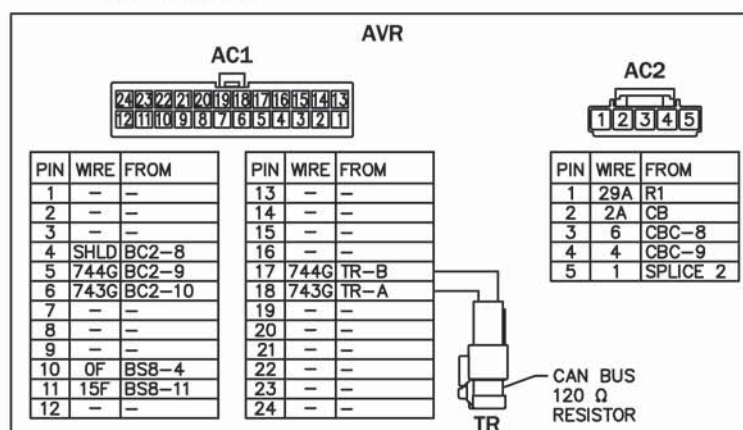 AVR
AC1
24 23 22 21 20 19 18 17 16 15 14 13
12 11 10 9 8 7 6 5 4 3 2 1
PIN WIRE FROM
1 – –
2 – –
3 – –
4 SHLD BC2–8
5 744G BC2–9
6 743G BC2–10
7 – –
8 – –
9 – –
10 0F BS8–4
11 15F BS8–11
12 – –
PIN WIRE FROM
13 – –
14 – –
15 – –
16 – –
17 744G TR–B
18 743G TR–A
19 – –
20 – –
21 – –
22 – –
23 – –
24 – –
TR
CAN BUS
120 Ω
RESISTOR
AC2
1 2 3 4 5
PIN WIRE FROM
1 29A R1
2 2A CB
3 6 CBC–8
4 4 CBC–9
5 1 SPLICE 2